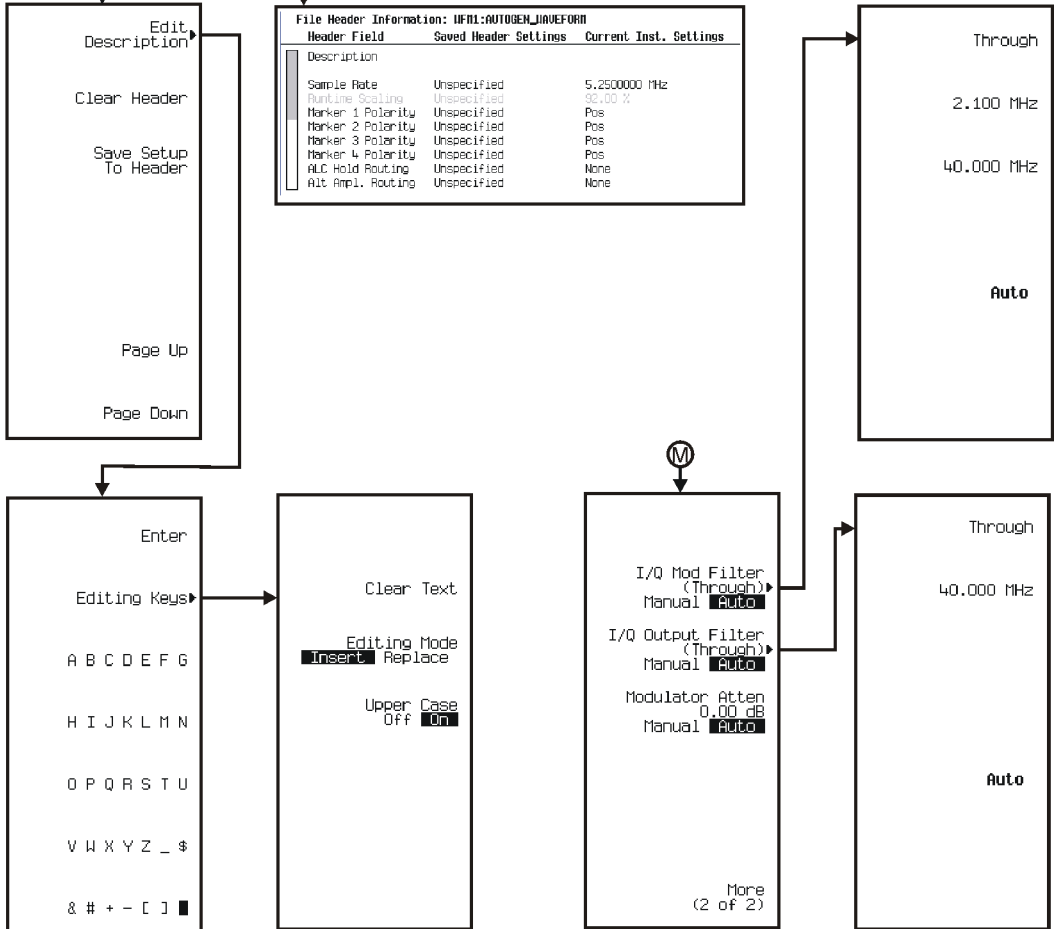 Edit
Description
Clear Header
Save Setup
To Header
Page Up
Page Down
File Header Information: WFM1:AUTOGEN_WAVEFORM
Header Field Saved Header Settings Current Inst. Settings
Description
Sample Rate Unspecified 5.2500000 MHz
Runtime Scaling Unspecified 92.00 %
Marker 1 Polarity Unspecified Pos
Marker 2 Polarity Unspecified Pos
Marker 3 Polarity Unspecified Pos
Marker 4 Polarity Unspecified Pos
ALC Hold Routing Unspecified None
Alt Ampl. Routing Unspecified None
Through
2.100 MHz
40.000 MHz
Auto
Enter
Editing Keys
A B C D E F G
H I J K L M N
O P Q R S T U
V W X Y Z _ $
& # + - [ ]
Clear Text
Editing Mode
Insert Replace
Upper Case
Off On
M
I/Q Mod Filter
(Through)
Manual Auto
I/Q Output Filter
(Through)
Manual Auto
Modulator Atten
0.00 dB
Manual Auto
More
(2 of 2)
Through
40.000 MHz
Auto